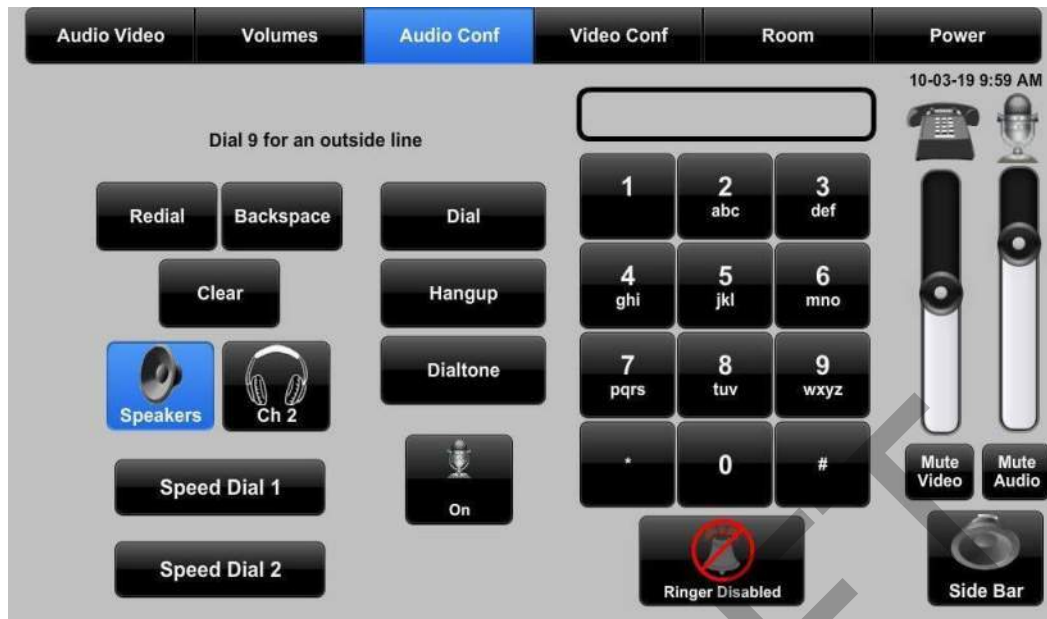 Audio Video
Volumes
Audio Conf
Video Conf
Room
Power
10-03-19 9:59 AM
Dial 9 for an outside line
Redial
Backspace
Dial
Clear
Hangup
Dialtone
Speakers
Ch 2
Speed Dial 1
On
Speed Dial 2
1
2
abc
3
def
4
ghi
5
jkl
6
mno
7
pqrs
8
tuv
9
wxyz
*
0
#
Ringer Disabled
Mute
Video
Mute
Audio
Side Bar